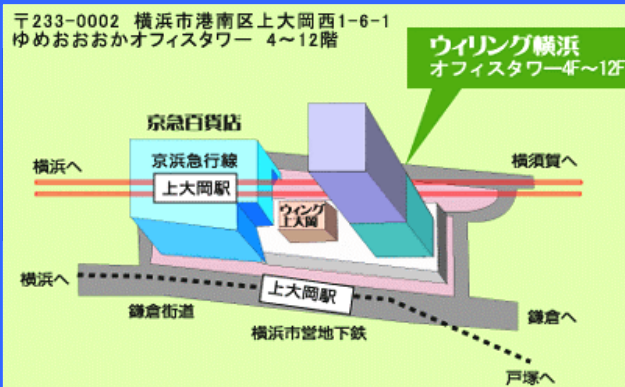 〒233-0002 横浜市港南区上大岡西1-6-1
ゆめおおおかオフィスタワー 4～12階
ウィリング横浜
オフィスタワー4F～12F
京急百貨店
横浜へ
京浜急行線
横須賀へ
上大岡駅
ウィング
上大岡
横浜へ
上大岡駅
鎌倉街道
横浜市営地下鉄
鎌倉へ
戸塚へ